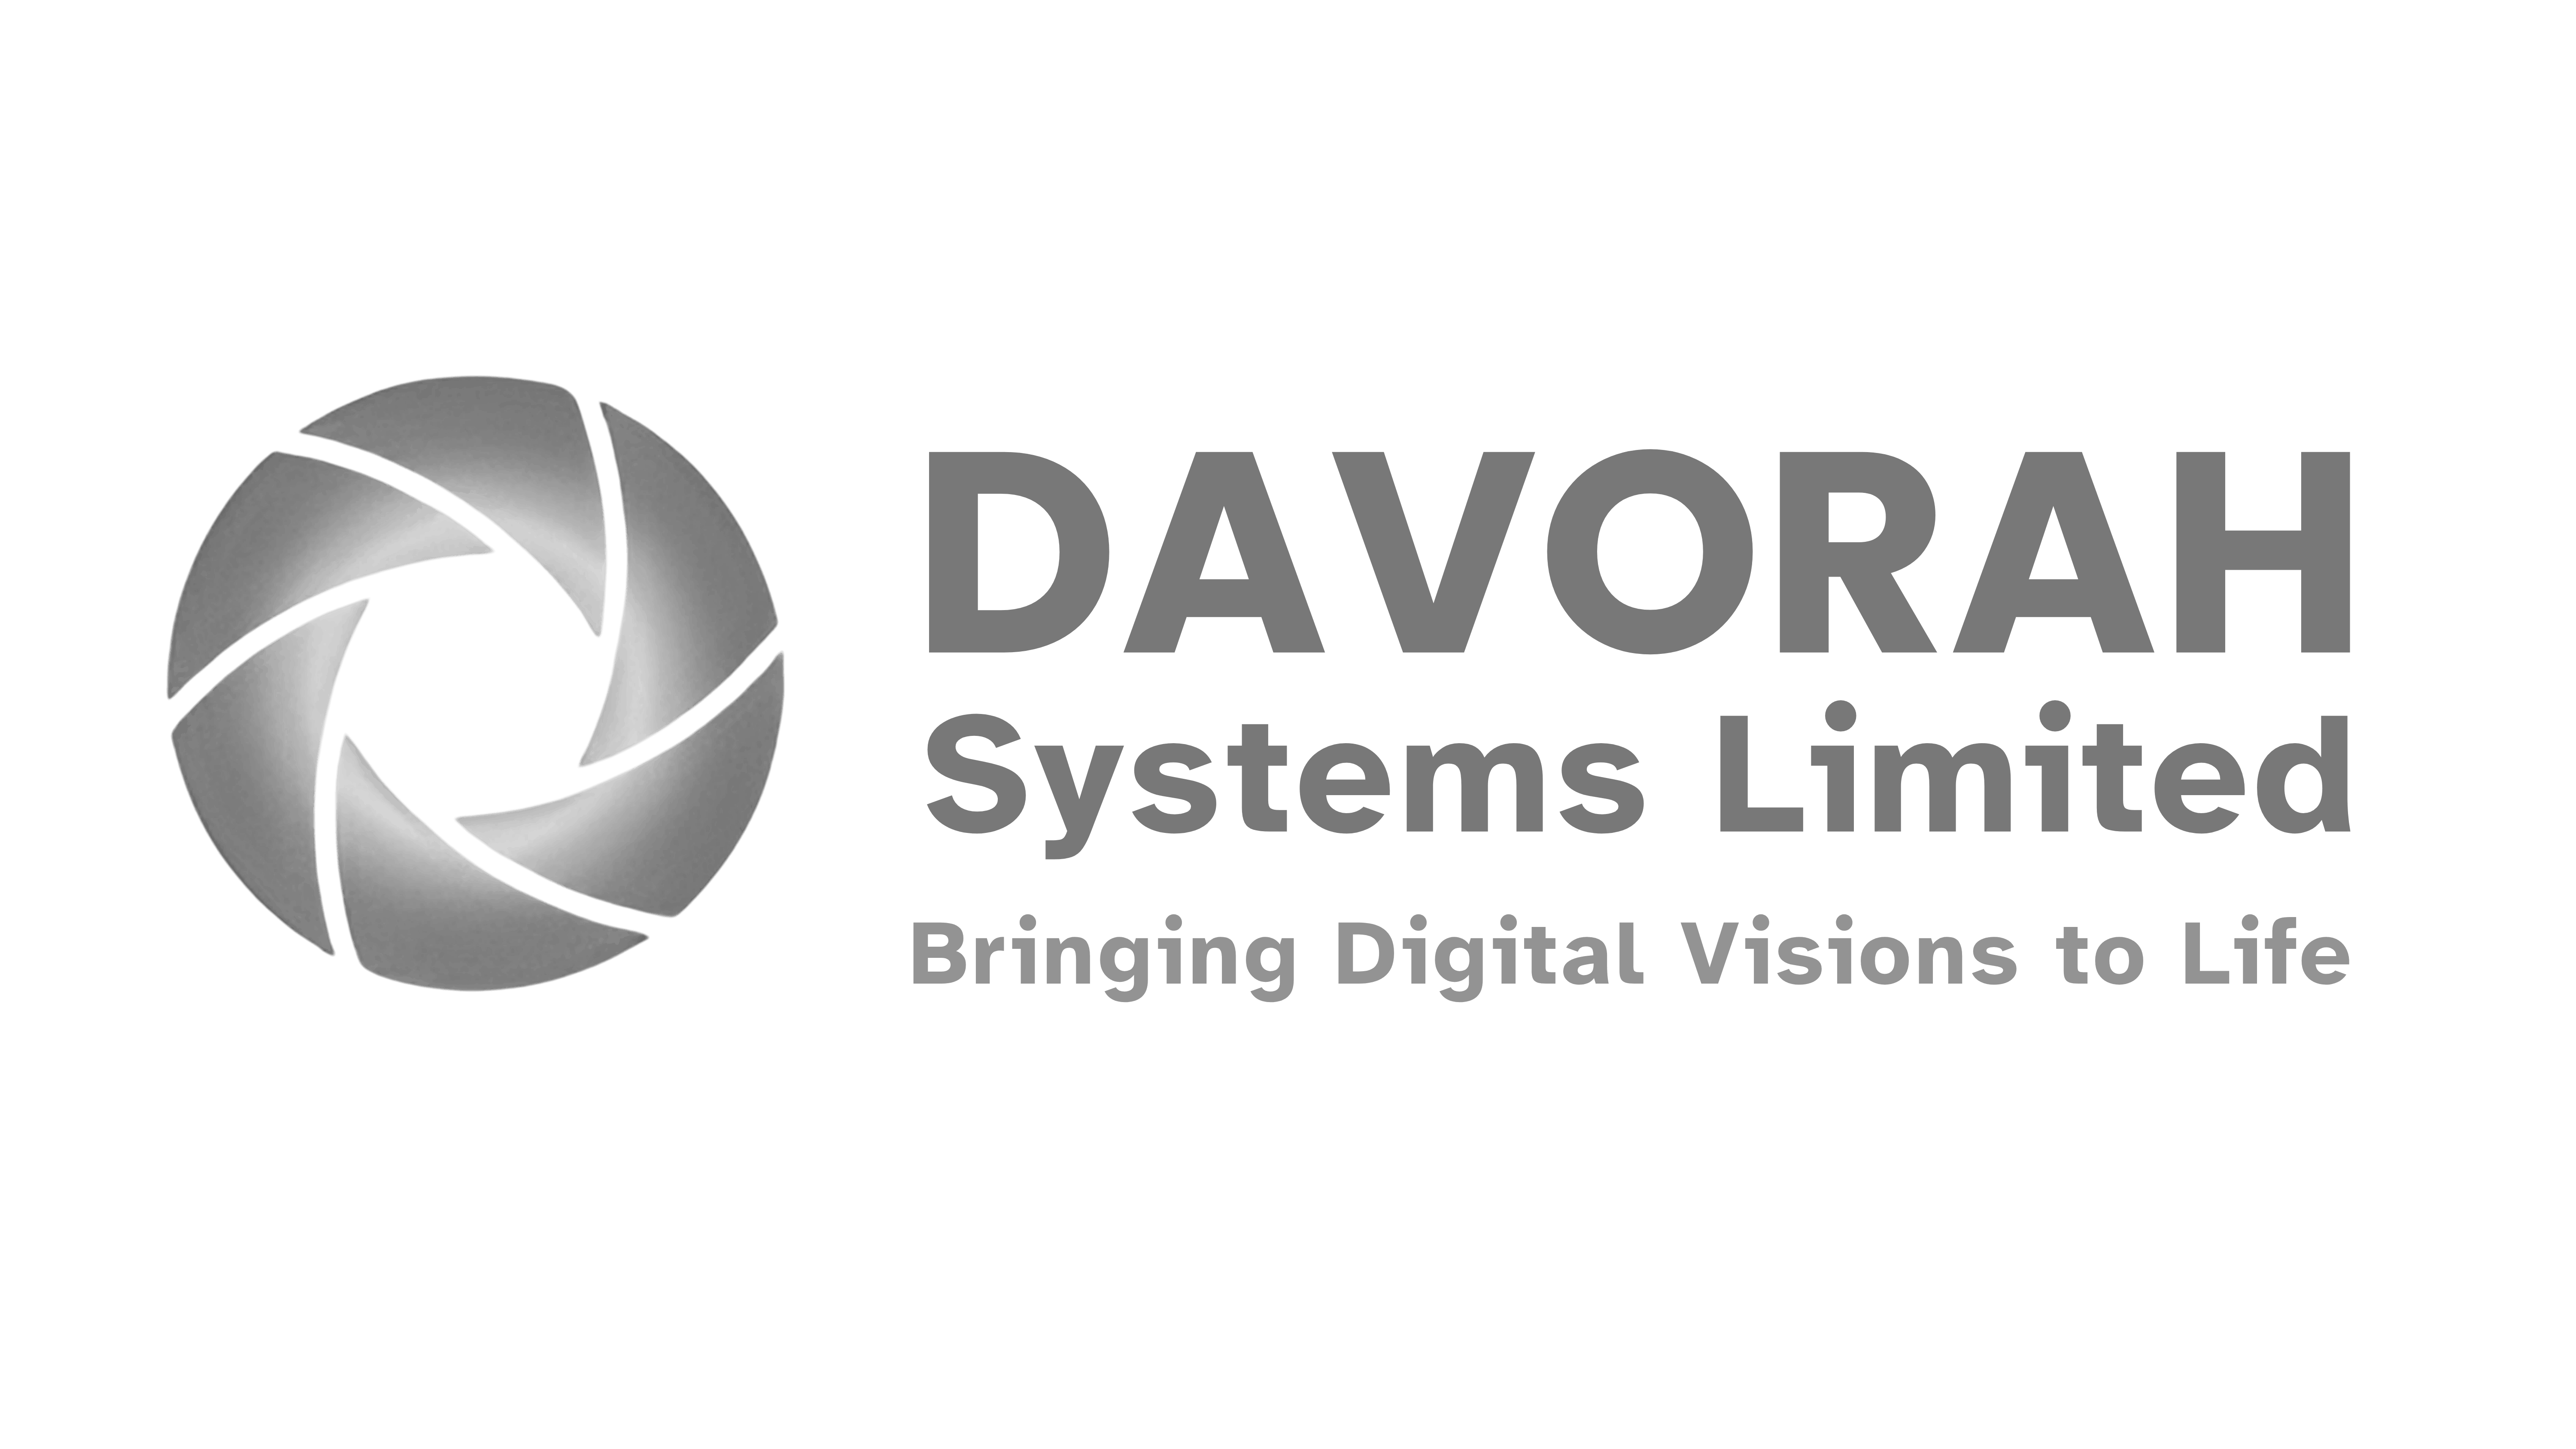 DAVORAH
Systems Limited
Bringing Digital Visions to Life